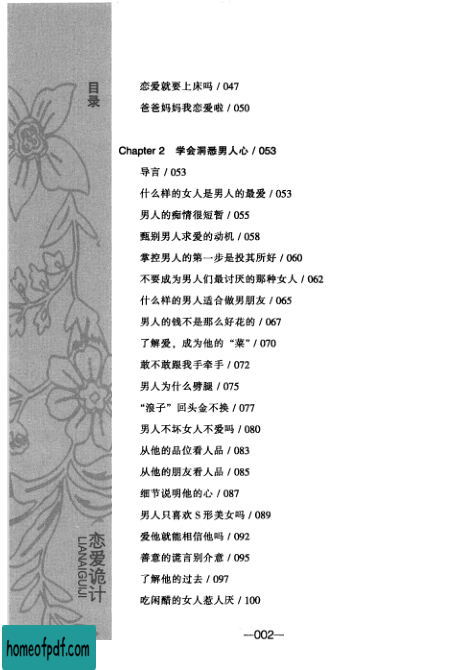 目录
恋爱就要上床吗 / 047
爸爸妈妈我恋爱啦 / 050
Chapter 2 学会洞悉男人心 / 053
导言 / 053
什么样的女人是男人的最爱 / 053
男人的痴情很短暂 / 055
甄别男人求爱的动机 / 058
掌控男人的第一步是投其所好 / 060
不要成为男人们最讨厌的那种女人 / 062
什么样的男人适合做男朋友 / 065
男人的钱不是那么好花的 / 067
了解爱，成为他的“菜” / 070
敢不敢跟我手牵手 / 072
男人为什么劈腿 / 075
“浪子”回头金不换 / 077
男人不坏女人不爱吗 / 080
从他的品位看人品 / 083
从他的朋友看人品 / 085
细节说明他的心 / 087
男人只喜欢 S 形美女吗 / 089
爱他就能相信他吗 / 092
善意的谎言别介意 / 095
了解他的过去 / 097
吃闲醋的女人惹人厌 / 100
恋爱诡计
LIANAIGUIJI
—002—
homeofpdf.com